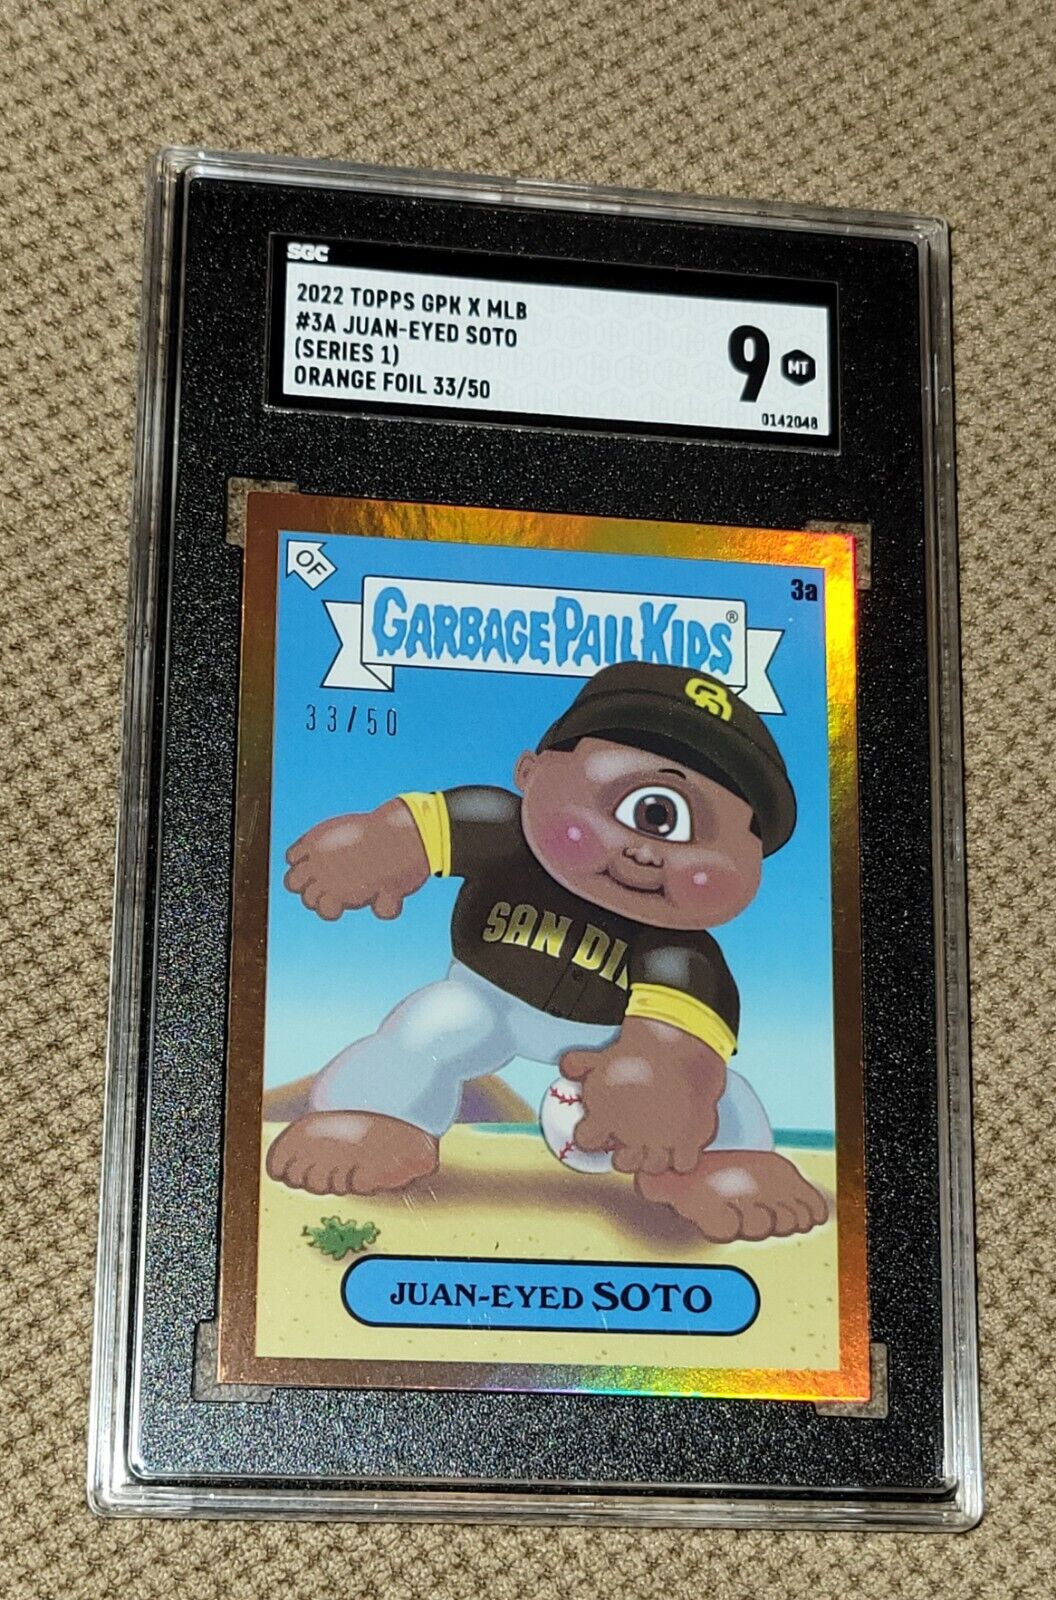 SGC
2022 TOPPS GPK X MLB
#3A JUAN-EYED SOTO
(SERIES 1)
ORANGE FOIL 33/50
9 MT
0142048
OF
3a
GARBAGE PAIL KIDS®
33/50
SD
SAN DI
JUAN-EYED SOTO